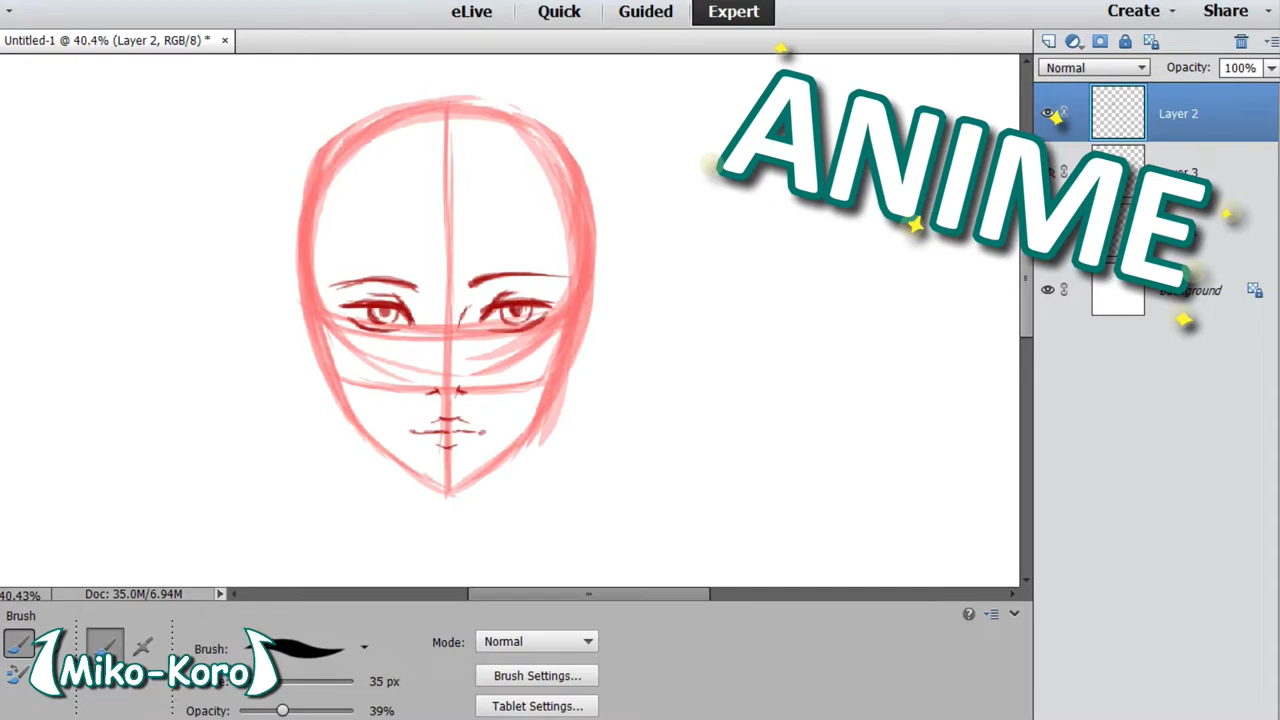 eLive Quick Guided Expert Create Share
Untitled-1 @ 40.4% (Layer 2, RGB/8) * ×
Normal Opacity: 100%
Layer 2
ANIME
Background
40.43% Doc: 35.0M/6.94M
Brush
Brush: Mode: Normal
Miko-Koro
35 px Brush Settings...
Opacity: 39% Tablet Settings...